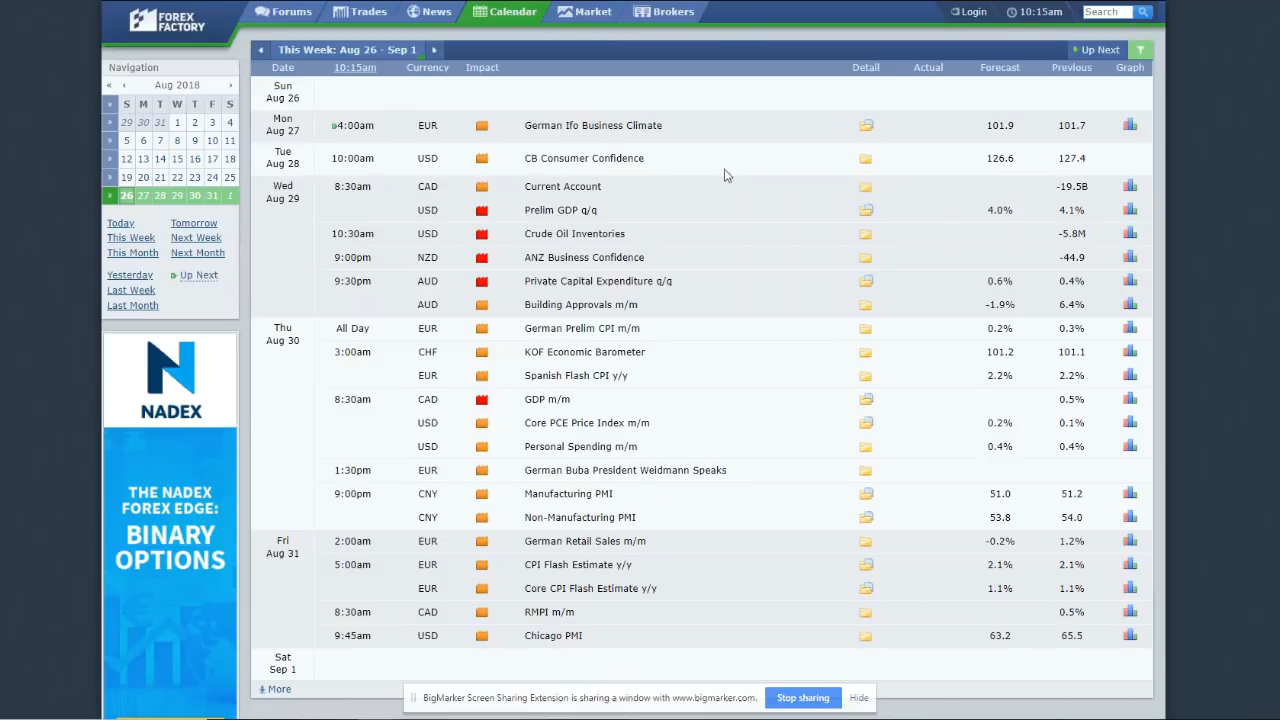 FOREX FACTORY Forums Trades News Calendar Market Brokers Login 10:15am Search
Navigation
« ‹ Aug 2018 ›
S M T W T F S
29 30 31 1 2 3 4
5 6 7 8 9 10 11
12 13 14 15 16 17 18
19 20 21 22 23 24 25
26 27 28 29 30 31 1
Today Tomorrow
This Week Next Week
This Month Next Month
Yesterday Up Next
Last Week
Last Month
NADEX
THE NADEX
FOREX EDGE:
BINARY
OPTIONS
This Week: Aug 26 - Sep 1 Up Next
Date 10:15am Currency Impact Detail Actual Forecast Previous Graph
Sun
Aug 26
Mon
Aug 27
4:00am EUR German Ifo Business Climate 101.9 101.7
Tue
Aug 28
10:00am USD CB Consumer Confidence 126.6 127.4
Wed
Aug 29
8:30am CAD Current Account -19.5B
USD Prelim GDP q/q 4.0% 4.1%
10:30am USD Crude Oil Inventories -5.8M
9:00pm NZD ANZ Business Confidence -44.9
9:30pm AUD Private Capital Expenditure q/q 0.6% 0.4%
AUD Building Approvals m/m -1.9% 6.4%
Thu
Aug 30
All Day EUR German Prelim CPI m/m 0.2% 0.3%
3:00am CHF KOF Economic Barometer 101.2 101.1
EUR Spanish Flash CPI y/y 2.2% 2.2%
8:30am CAD GDP m/m 0.5%
USD Core PCE Price Index m/m 0.2% 0.1%
USD Personal Spending m/m 0.4% 0.4%
1:30pm EUR German Buba President Weidmann Speaks
9:00pm CNY Manufacturing PMI 51.0 51.2
CNY Non-Manufacturing PMI 53.8 54.0
Fri
Aug 31
2:00am EUR German Retail Sales m/m -0.2% 1.2%
5:00am EUR CPI Flash Estimate y/y 2.1% 2.1%
EUR Core CPI Flash Estimate y/y 1.1% 1.1%
8:30am CAD RMPI m/m 0.5%
9:45am USD Chicago PMI 63.2 65.5
Sat
Sep 1
More
BigMarker Screen Sharing Extension is sharing a window with www.bigmarker.com. Stop sharing Hide